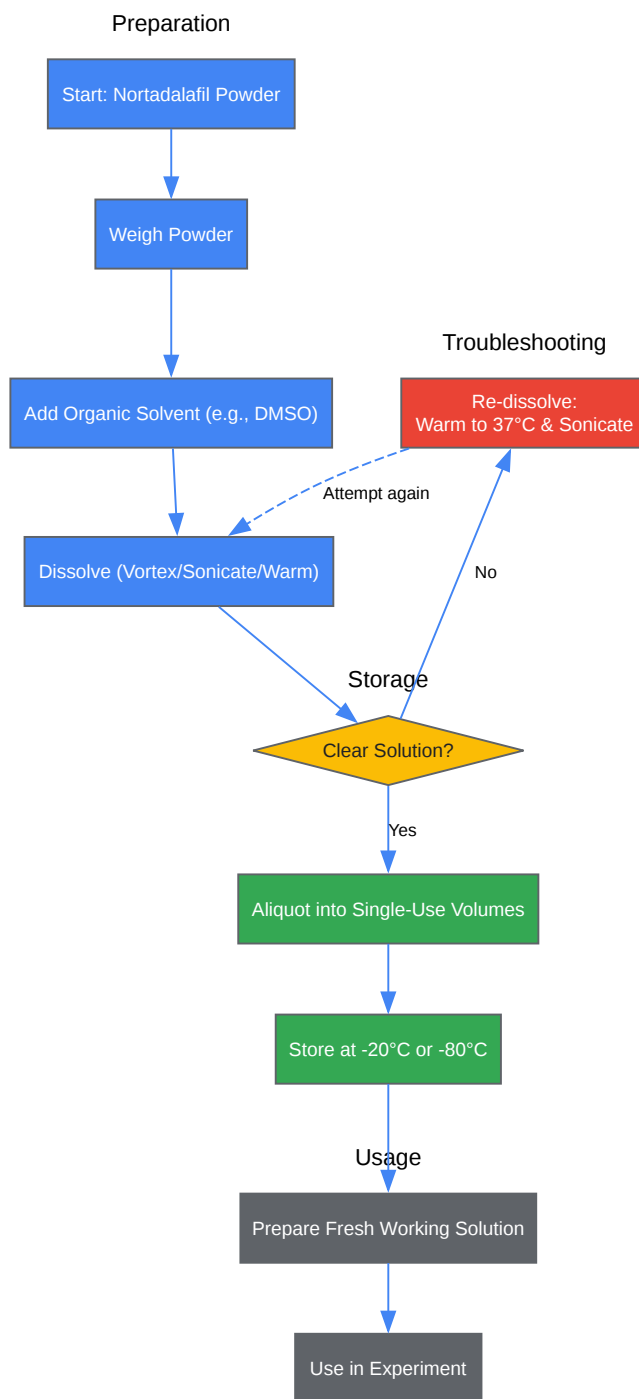 Preparation
Start: Nortadalafil Powder
Weigh Powder
Troubleshooting
Add Organic Solvent (e.g., DMSO)
Re-dissolve:
Warm to 37°C & Sonicate
Attempt again
Dissolve (Vortex/Sonicate/Warm)
No
Storage
Clear Solution?
Yes
Aliquot into Single-Use Volumes
Store at -20°C or -80°C
Usage
Prepare Fresh Working Solution
Use in Experiment